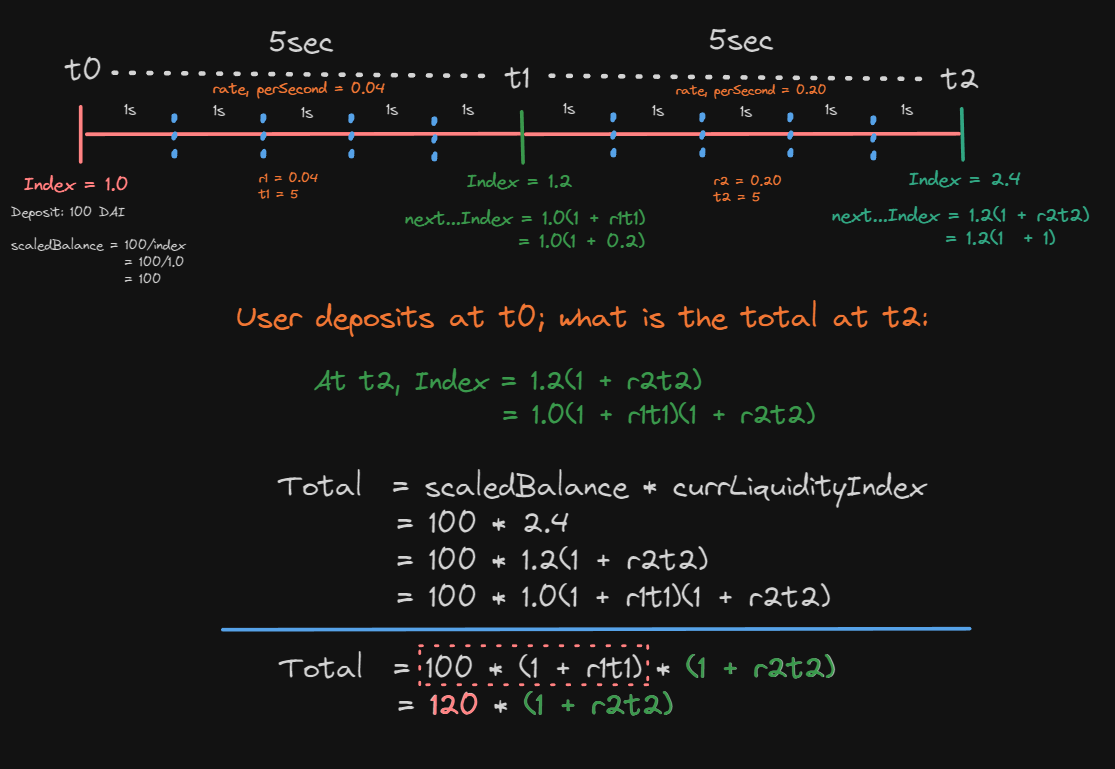 5sec
5sec
t0
t1
t2
rate, perSecond = 0.04
rate, perSecond = 0.20
1s 1s 1s 1s 1s 1s 1s 1s 1s 1s
Index = 1.0
Deposit: 100 DAI
scaledBalance = 100/index
= 100/1.0
= 100
r1 = 0.04
t1 = 5
Index = 1.2
next...Index = 1.0(1 + r1t1)
= 1.0(1 + 0.2)
r2 = 0.20
t2 = 5
Index = 2.4
next...Index = 1.2(1 + r2t2)
= 1.2(1 + 1)
User deposits at t0; what is the total at t2:
At t2, Index = 1.2(1 + r2t2)
= 1.0(1 + r1t1)(1 + r2t2)
Total = scaledBalance * currLiquidityIndex
= 100 * 2.4
= 100 * 1.2(1 + r2t2)
= 100 * 1.0(1 + r1t1)(1 + r2t2)
Total = 100 * (1 + r1t1) * (1 + r2t2)
= 120 * (1 + r2t2)